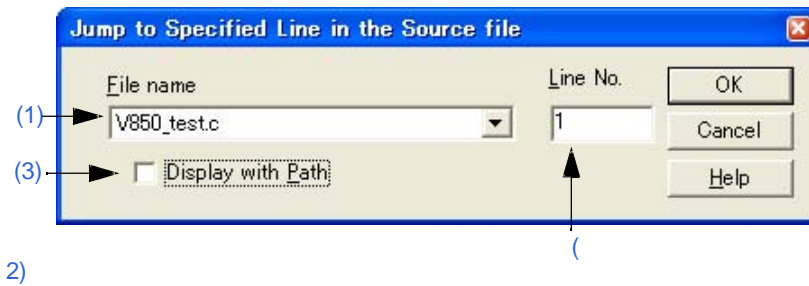 Jump to Specified Line in the Source file
File name
Line No.
OK
(1)
V850_test.c
1
Cancel
(3)
Display with Path
Help
(
2)